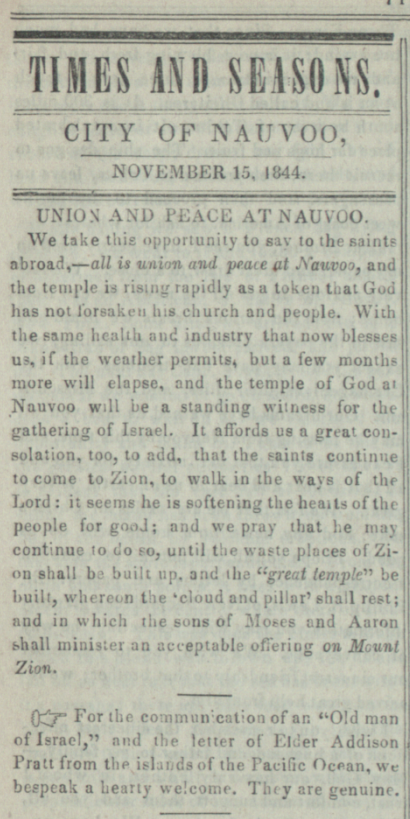 TIMES AND SEASONS.
CITY OF NAUVOO,
NOVEMBER 15, 1844.
UNION AND PEACE AT NAUVOO.
We take this opportunity to say to the saints
abroad,—all is union and peace at Nauvoo, and
the temple is rising rapidly as a token that God
has not forsaken his church and people. With
the same health and industry that now blesses
us, if the weather permits, but a few months
more will elapse, and the temple of God at
Nauvoo will be a standing witness for the
gathering of Israel. It affords us a great con-
solation, too, to add, that the saints continue
to come to Zion, to walk in the ways of the
Lord: it seems he is softening the hearts of the
people for good; and we pray that he may
continue to do so, until the waste places of Zi-
on shall be built up, and the “great temple” be
built, whereon the ‘cloud and pillar’ shall rest;
and in which the sons of Moses and Aaron
shall minister an acceptable offering on Mount
Zion.
☞ For the communication of an “Old man
of Israel,” and the letter of Elder Addison
Pratt from the islands of the Pacific Ocean, we
bespeak a hearty welcome. They are genuine.